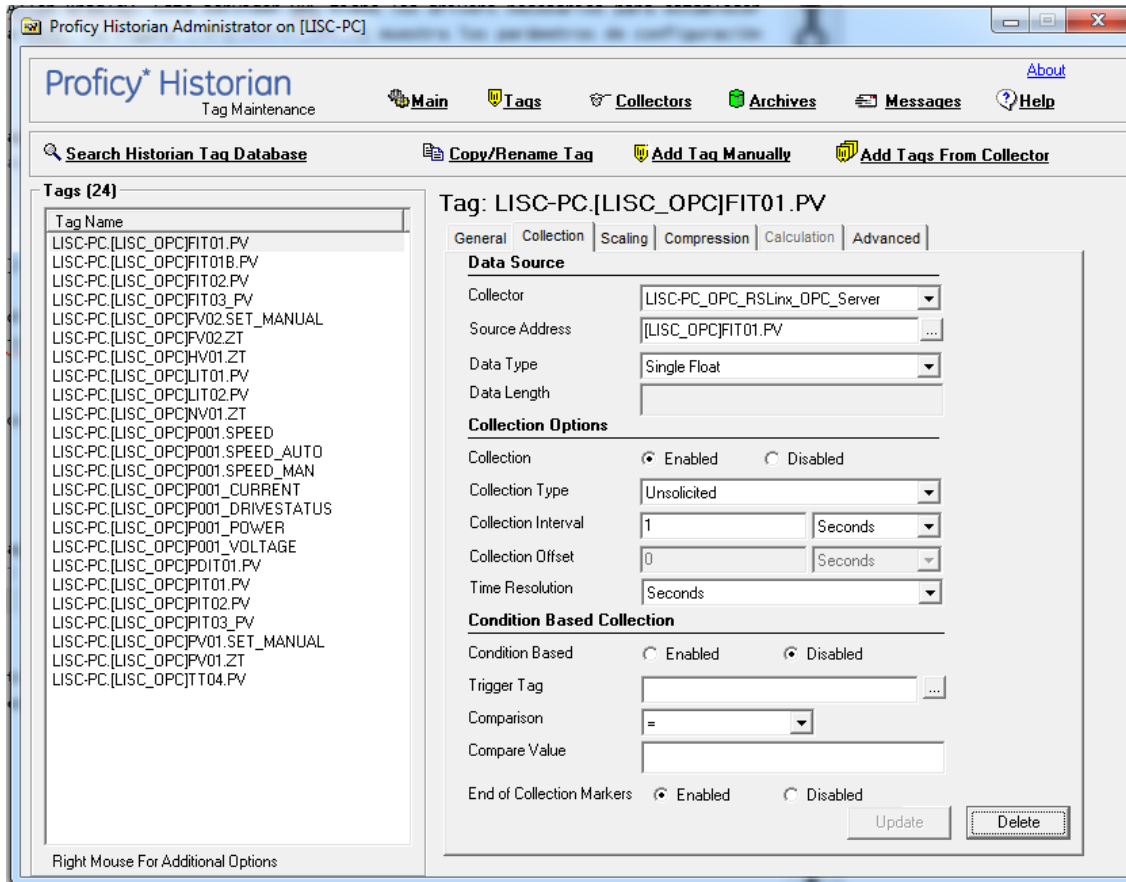 Proficy Historian Administrator on [LISC-PC]
muestra los parámetros de configuración
Proficy* Historian
Tag Maintenance
Main
Tags
Collectors
Archives
Messages
About
Help
Search Historian Tag Database
Copy/Rename Tag
Add Tag Manually
Add Tags From Collector
Tags (24)
Tag Name
LISC-PC.[LISC_OPC]FIT01.PV
LISC-PC.[LISC_OPC]FIT01B.PV
LISC-PC.[LISC_OPC]FIT02.PV
LISC-PC.[LISC_OPC]FIT03_PV
LISC-PC.[LISC_OPC]FV02.SET_MANUAL
LISC-PC.[LISC_OPC]FV02.ZT
LISC-PC.[LISC_OPC]HV01.ZT
LISC-PC.[LISC_OPC]LIT01.PV
LISC-PC.[LISC_OPC]LIT02.PV
LISC-PC.[LISC_OPC]NV01.ZT
LISC-PC.[LISC_OPC]P001.SPEED
LISC-PC.[LISC_OPC]P001.SPEED_AUTO
LISC-PC.[LISC_OPC]P001.SPEED_MAN
LISC-PC.[LISC_OPC]P001_CURRENT
LISC-PC.[LISC_OPC]P001_DRIVESTATUS
LISC-PC.[LISC_OPC]P001_POWER
LISC-PC.[LISC_OPC]P001_VOLTAGE
LISC-PC.[LISC_OPC]PDIT01.PV
LISC-PC.[LISC_OPC]PIT01.PV
LISC-PC.[LISC_OPC]PIT02.PV
LISC-PC.[LISC_OPC]PIT03_PV
LISC-PC.[LISC_OPC]PV01.SET_MANUAL
LISC-PC.[LISC_OPC]PV01.ZT
LISC-PC.[LISC_OPC]TT04.PV
Right Mouse For Additional Options
Tag: LISC-PC.[LISC_OPC]FIT01.PV
General Collection Scaling Compression Calculation Advanced
Data Source
Collector LISC-PC_OPC_RSLinx_OPC_Server
Source Address [LISC_OPC]FIT01.PV ...
Data Type Single Float
Data Length
Collection Options
Collection Enabled Disabled
Collection Type Unsolicited
Collection Interval 1 Seconds
Collection Offset 0 Seconds
Time Resolution Seconds
Condition Based Collection
Condition Based Enabled Disabled
Trigger Tag ...
Comparison =
Compare Value
End of Collection Markers Enabled Disabled
Update Delete